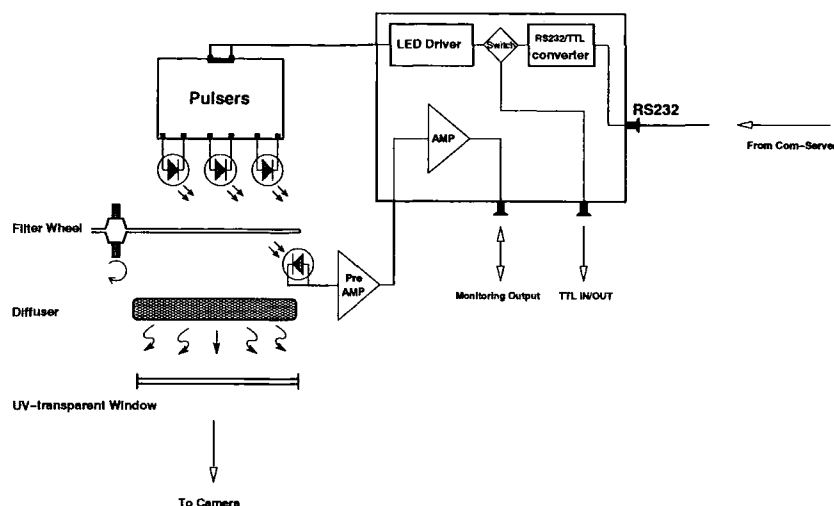 LED Driver
Switch
RS232/TTL
converter
Pulsers
RS232
From Com-Server
AMP
Filter Wheel
Pre
AMP
Monitoring Output
TTL IN/OUT
Diffuser
UV-transparent Window
To Camera